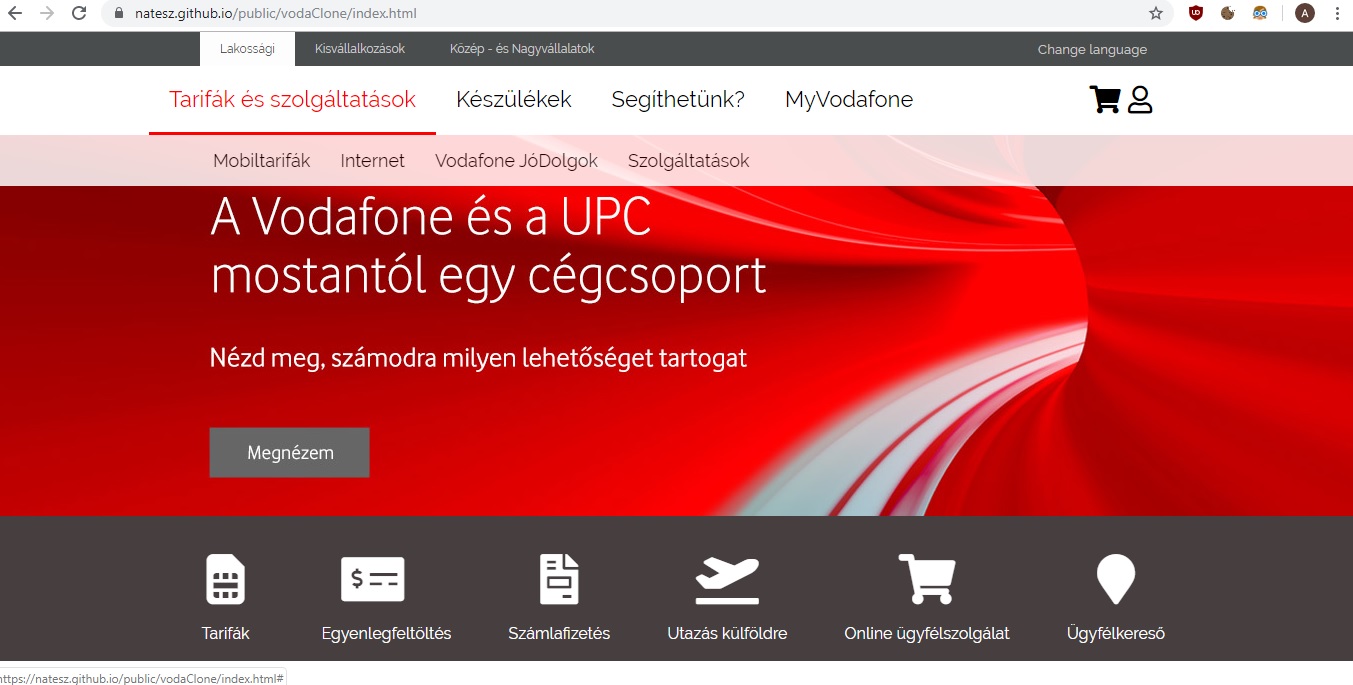 natesz.github.io/public/vodaClone/index.html
A
Lakossági Kisvállalkozások Közép - és Nagyvállalatok Change language
Tarifák és szolgáltatások Készülékek Segíthetünk? MyVodafone
Mobiltarifák Internet Vodafone JóDolgok Szolgáltatások
A Vodafone és a UPC
mostantól egy cégcsoport
Nézd meg, számodra milyen lehetőséget tartogat
Megnézem
Tarifák Egyenlegfeltöltés Számlafizetés Utazás külföldre Online ügyfélszolgálat Ügyfélkereső
https://natesz.github.io/public/vodaClone/index.html#